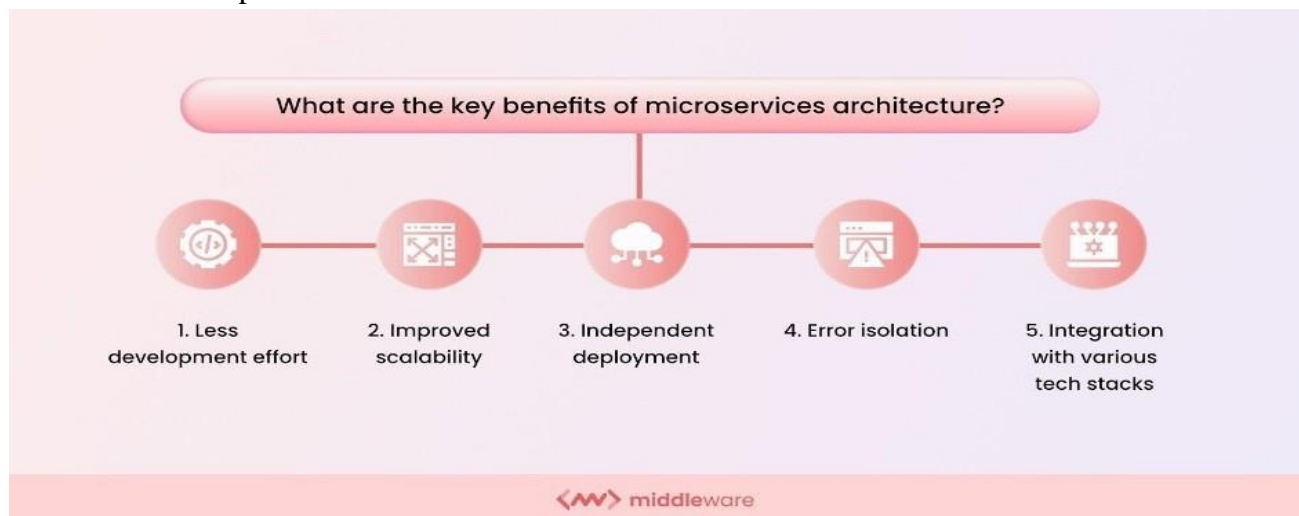 What are the key benefits of microservices architecture?
1. Less
development effort
2. Improved
scalability
3. Independent
deployment
4. Error isolation
5. Integration
with various
tech stacks
middleware